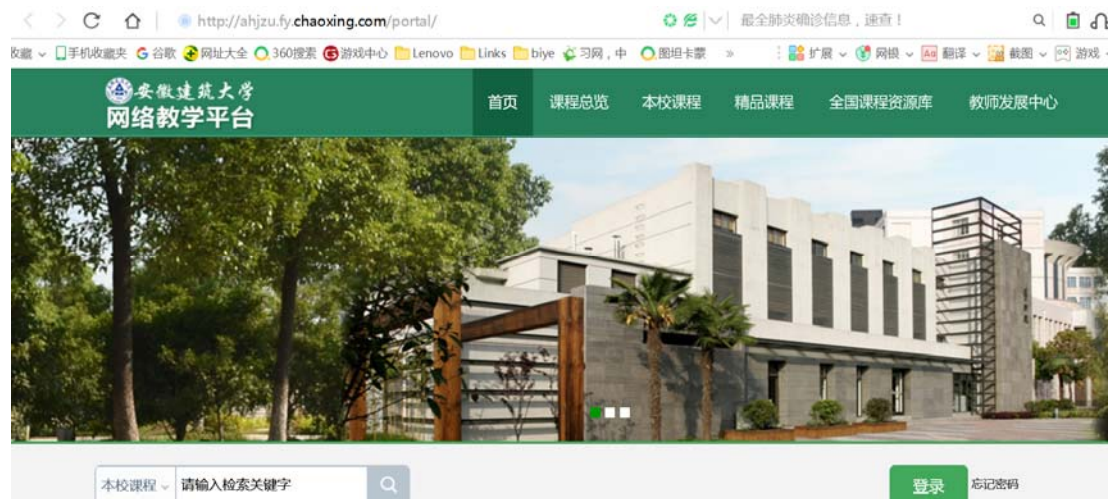 http://ahjzu.fy.chaoxing.com/portal/ 最全肺炎确诊信息，速查！
收藏 手机收藏夹 谷歌 网址大全 360搜索 游戏中心 Lenovo Links biye 习网，中 图坦卡蒙 » 扩展 网银 翻译 截图 游戏
安徽建筑大学
网络教学平台
首页 课程总览 本校课程 精品课程 全国课程资源库 教师发展中心
本校课程 请输入检索关键字 登录 忘记密码